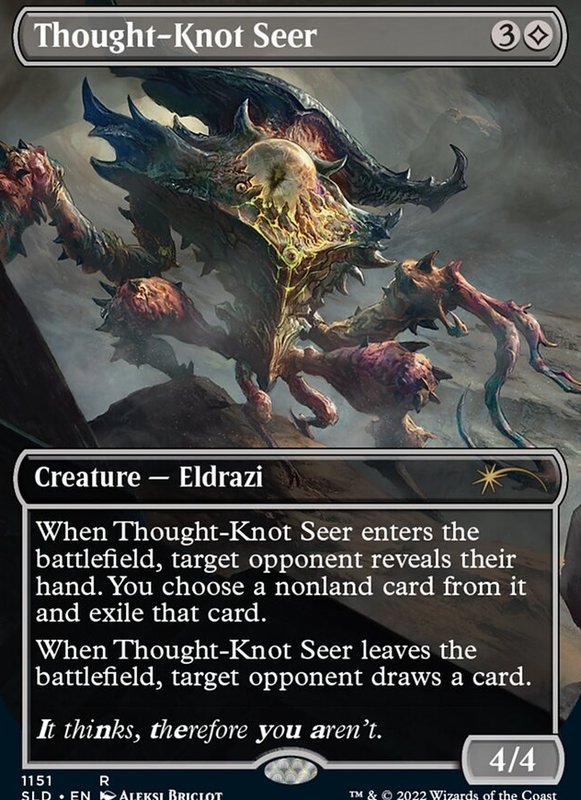 Thought-Knot Seer 3
Creature — Eldrazi
When Thought-Knot Seer enters the
battlefield, target opponent reveals their
hand. You choose a nonland card from it
and exile that card.
When Thought-Knot Seer leaves the
battlefield, target opponent draws a card.
It thinks, therefore you aren't.
4/4
1151 R
SLD • EN ALEKSI BRICLOT
™ & © 2022 Wizards of the Coast